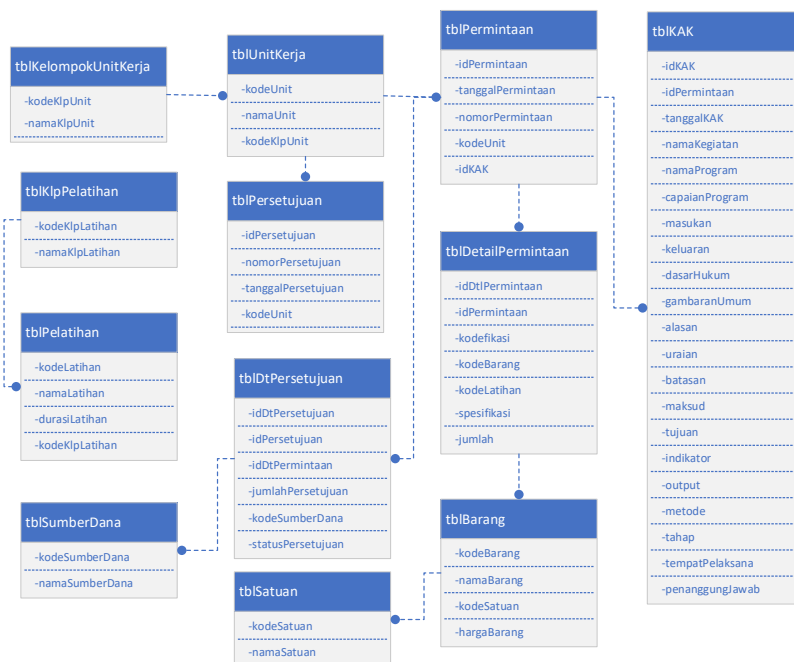 tblKelompokUnitKerja
-kodeKlpUnit
-namaKlpUnit
tblUnitKerja
-kodeUnit
-namaUnit
-kodeKlpUnit
tblPermintaan
-idPermintaan
-tanggalPermintaan
-nomorPermintaan
-kodeUnit
-idKAK
tblKAK
-idKAK
-idPermintaan
-tanggalKAK
-namaKegiatan
-namaProgram
-capaianProgram
-masukan
-keluaran
-dasarHukum
-gambaranUmum
-alasan
-uraian
-batasan
-maksud
-tujuan
-indikator
-output
-metode
-tahap
-tempatPelaksana
-penanggungJawab
tblKlpPelatihan
-kodeKlpLatihan
-namaKlpLatihan
tblPersetujuan
-idPersetujuan
-nomorPersetujuan
-tanggalPersetujuan
-kodeUnit
tblDetailPermintaan
-idDtlPermintaan
-idPermintaan
-kodefikasi
-kodeBarang
-kodeLatihan
-spesifikasi
-jumlah
tblPelatihan
-kodeLatihan
-namaLatihan
-durasiLatihan
-kodeKlpLatihan
tblDtPersetujuan
-idDtPersetujuan
-idPersetujuan
-idDtPermintaan
-jumlahPersetujuan
-kodeSumberDana
-statusPersetujuan
tblSumberDana
-kodeSumberDana
-namaSumberDana
tblBarang
-kodeBarang
-namaBarang
-kodeSatuan
-hargaBarang
tblSatuan
-kodeSatuan
-namaSatuan